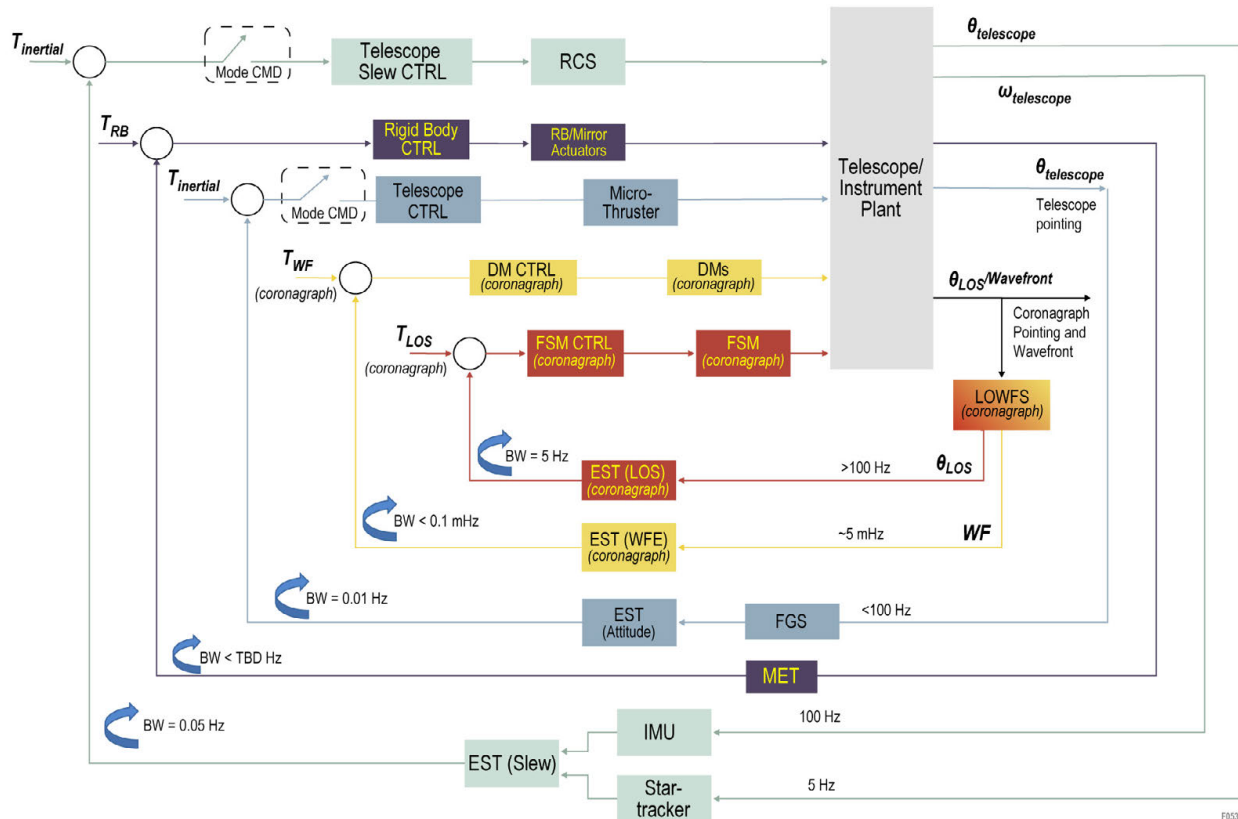 T_inertial
Mode CMD
Telescope
Slew CTRL
RCS
θ_telescope
ω_telescope
T_RB
Rigid Body
CTRL
RB/Mirror
Actuators
Telescope/
Instrument
Plant
T_inertial
Mode CMD
Telescope
CTRL
Micro-
Thruster
θ_telescope
Telescope
pointing
T_WF
(coronagraph)
DM CTRL
(coronagraph)
DMs
(coronagraph)
θ_LOS/Wavefront
Coronagraph
Pointing and
Wavefront
T_LOS
(coronagraph)
FSM CTRL
(coronagraph)
FSM
(coronagraph)
LOWFS
(coronagraph)
BW = 5 Hz
EST (LOS)
(coronagraph)
>100 Hz
θ_LOS
BW < 0.1 mHz
EST (WFE)
(coronagraph)
~5 mHz
WF
BW = 0.01 Hz
EST
(Attitude)
FGS
<100 Hz
BW < TBD Hz
MET
BW = 0.05 Hz
EST (Slew)
IMU
100 Hz
Star-
tracker
5 Hz
F053